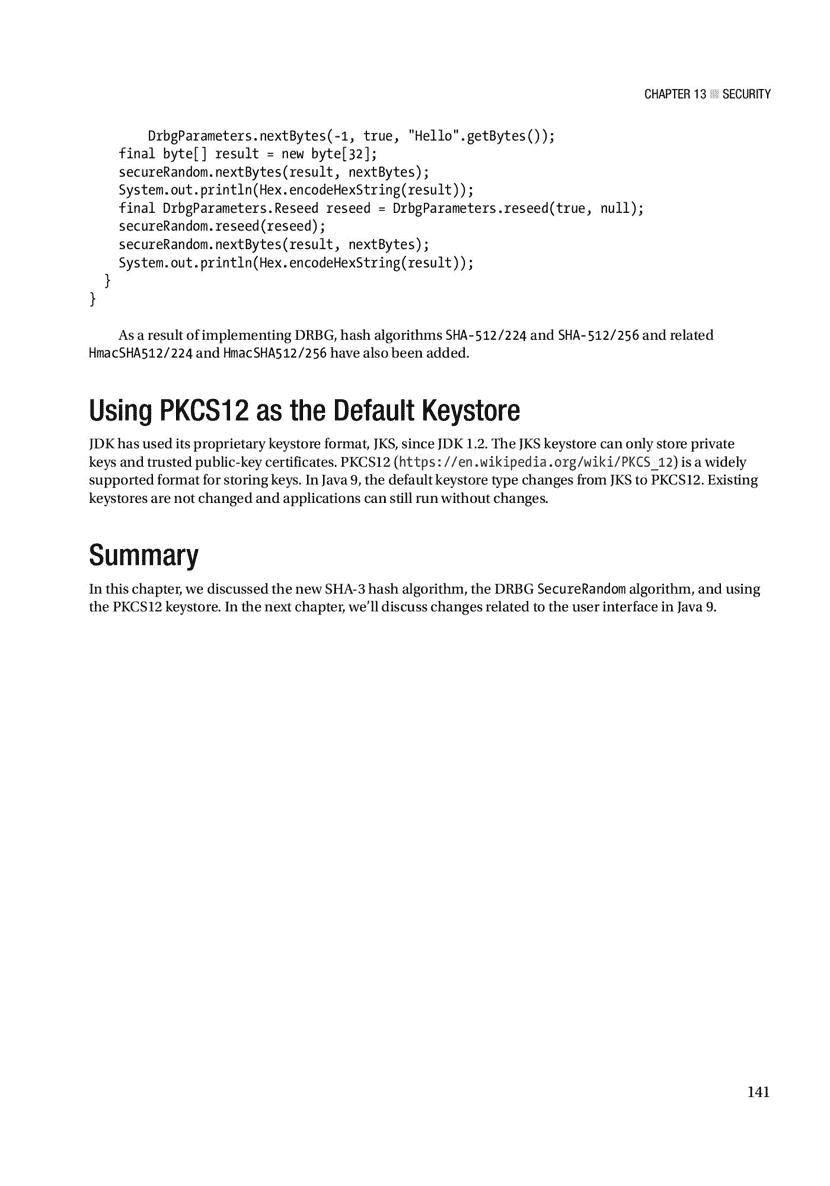 CHAPTER 13 ▒ SECURITY
        DrbgParameters.nextBytes(-1, true, "Hello".getBytes());
    final byte[] result = new byte[32];
    secureRandom.nextBytes(result, nextBytes);
    System.out.println(Hex.encodeHexString(result));
    final DrbgParameters.Reseed reseed = DrbgParameters.reseed(true, null);
    secureRandom.reseed(reseed);
    secureRandom.nextBytes(result, nextBytes);
    System.out.println(Hex.encodeHexString(result));
  }
}
As a result of implementing DRBG, hash algorithms SHA-512/224 and SHA-512/256 and related
HmacSHA512/224 and HmacSHA512/256 have also been added.
Using PKCS12 as the Default Keystore
JDK has used its proprietary keystore format, JKS, since JDK 1.2. The JKS keystore can only store private
keys and trusted public-key certificates. PKCS12 (https://en.wikipedia.org/wiki/PKCS_12) is a widely
supported format for storing keys. In Java 9, the default keystore type changes from JKS to PKCS12. Existing
keystores are not changed and applications can still run without changes.
Summary
In this chapter, we discussed the new SHA-3 hash algorithm, the DRBG SecureRandom algorithm, and using
the PKCS12 keystore. In the next chapter, we’ll discuss changes related to the user interface in Java 9.
141